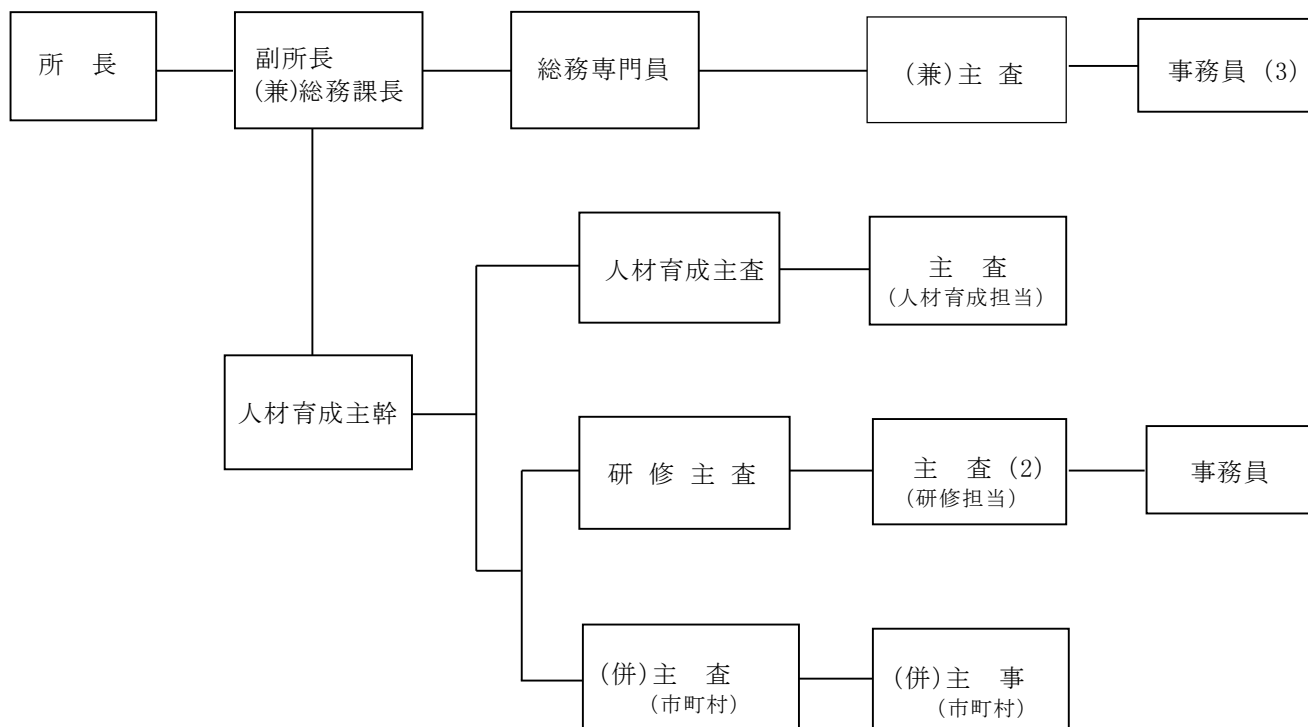 所　長
副所長
(兼)総務課長
総務専門員
(兼)主 査
事務員 (3)
人材育成主査
主　査
(人材育成担当)
人材育成主幹
研 修 主 査
主　査 (2)
(研修担当)
事務員
(併)主 査
(市町村)
(併)主　事
(市町村)